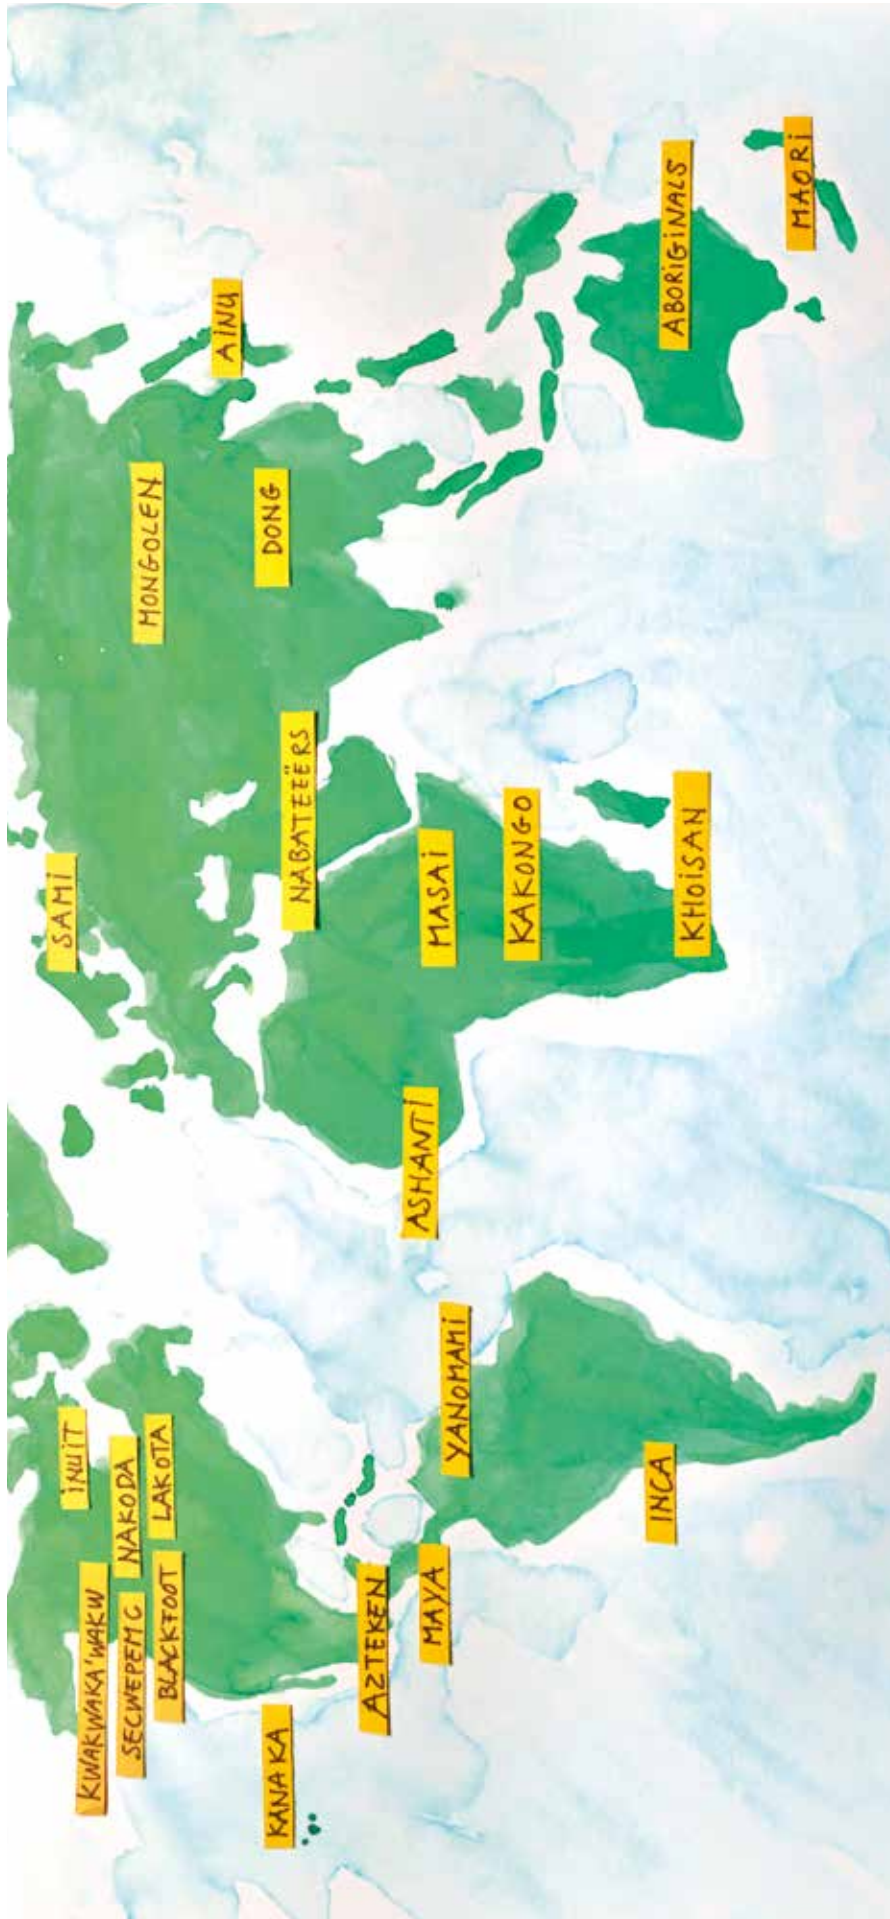 SAMI
INUIT
KWAKWAKA'WAKW
NAKODA
SECWEPEMC
MONGOLEN
LAKOTA
BLACKFOOT
AINU
DONG
KANAKA
NABATEEËRS
AZTEKEN
ASHANTI
MAYA
MASAI
YANOMAMI
KAKONGO
INCA
ABORIGINALS
KHOISAN
MAORI